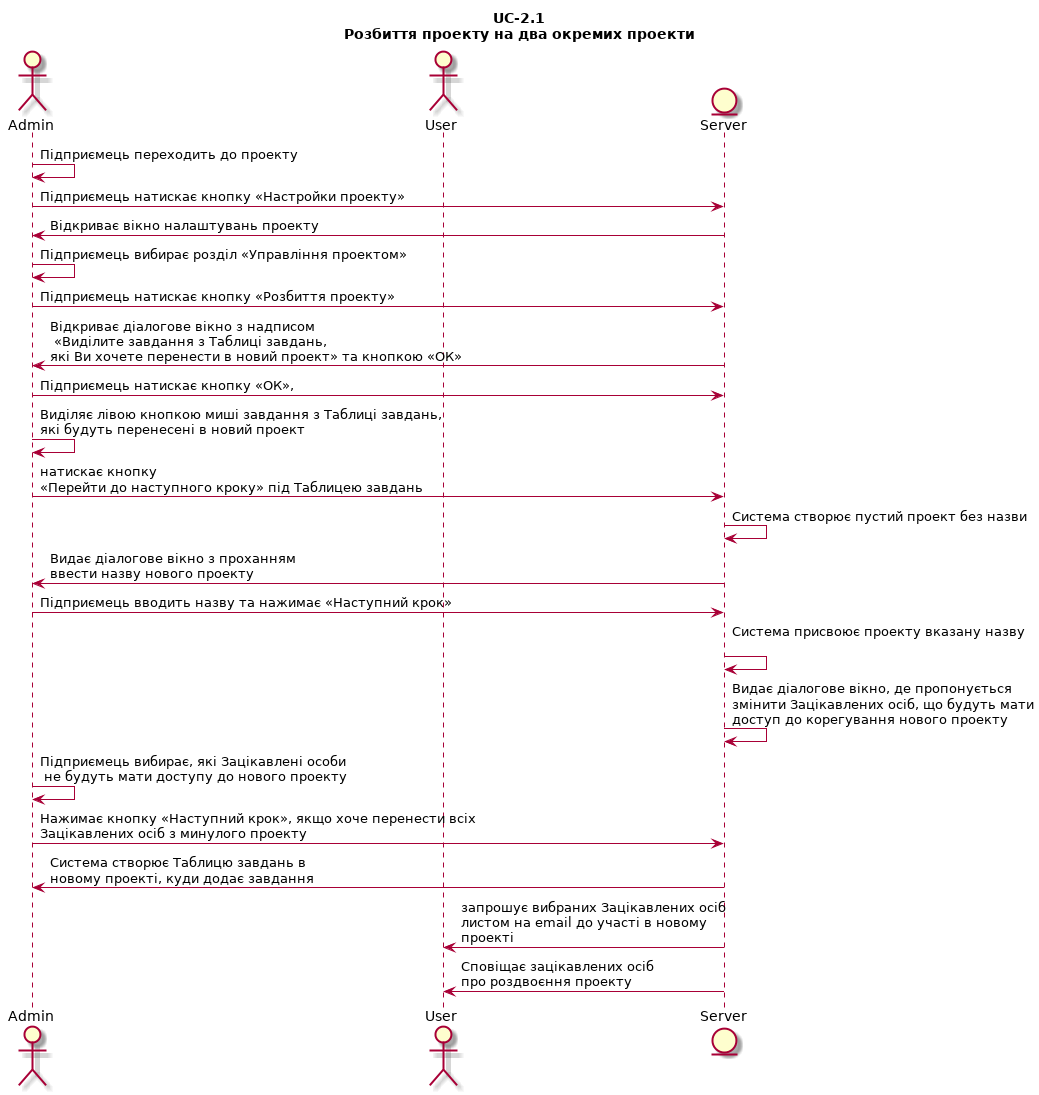 UC-2.1
Розбиття проекту на два окремих проекти
Admin
User
Server
Підприємець переходить до проекту
Підприємець натискає кнопку «Настройки проекту»
Відкриває вікно налаштувань проекту
Підприємець вибирає розділ «Управління проектом»
Підприємець натискає кнопку «Розбиття проекту»
Відкриває діалогове вікно з надписом
«Виділите завдання з Таблиці завдань,
які Ви хочете перенести в новий проект» та кнопкою «ОК»
Підприємець натискає кнопку «ОК»,
Виділяє лівою кнопкою миші завдання з Таблиці завдань,
які будуть перенесені в новий проект
натискає кнопку
«Перейти до наступного кроку» під Таблицею завдань
Система створює пустий проект без назви
Видає діалогове вікно з проханням
ввести назву нового проекту
Підприємець вводить назву та нажимає «Наступний крок»
Система присвоює проекту вказану назву
Видає діалогове вікно, де пропонується
змінити Зацікавлених осіб, що будуть мати
доступ до корегування нового проекту
Підприємець вибирає, які Зацікавлені особи
не будуть мати доступу до нового проекту
Нажимає кнопку «Наступний крок», якщо хоче перенести всіх
Зацікавлених осіб з минулого проекту
Система створює Таблицю завдань в
новому проекті, куди додає завдання
запрошує вибраних Зацікавлених осіб
листом на email до участі в новому
проекті
Сповіщає зацікавлених осіб
про роздвоєння проекту
Admin
User
Server